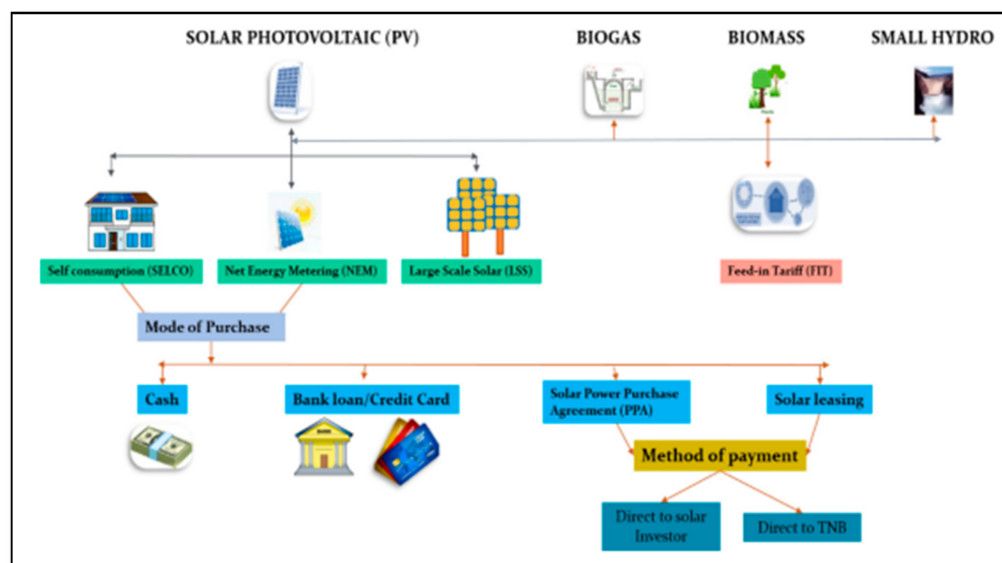 SOLAR PHOTOVOLTAIC (PV)
BIOGAS
BIOMASS
SMALL HYDRO
Self consumption (SELCO)
Net Energy Metering (NEM)
Large Scale Solar (LSS)
Feed-in Tariff (FIT)
Mode of Purchase
Cash
Bank loan/Credit Card
Solar Power Purchase
Agreement (PPA)
Solar leasing
BANK
Method of payment
Direct to solar
Investor
Direct to TNB